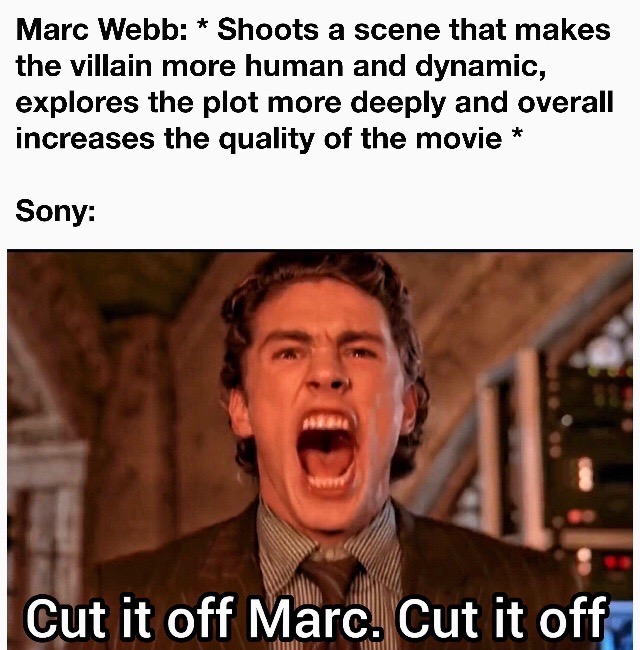 Marc Webb: * Shoots a scene that makes
the villain more human and dynamic,
explores the plot more deeply and overall
increases the quality of the movie *
Sony:
Cut it off Marc. Cut it off